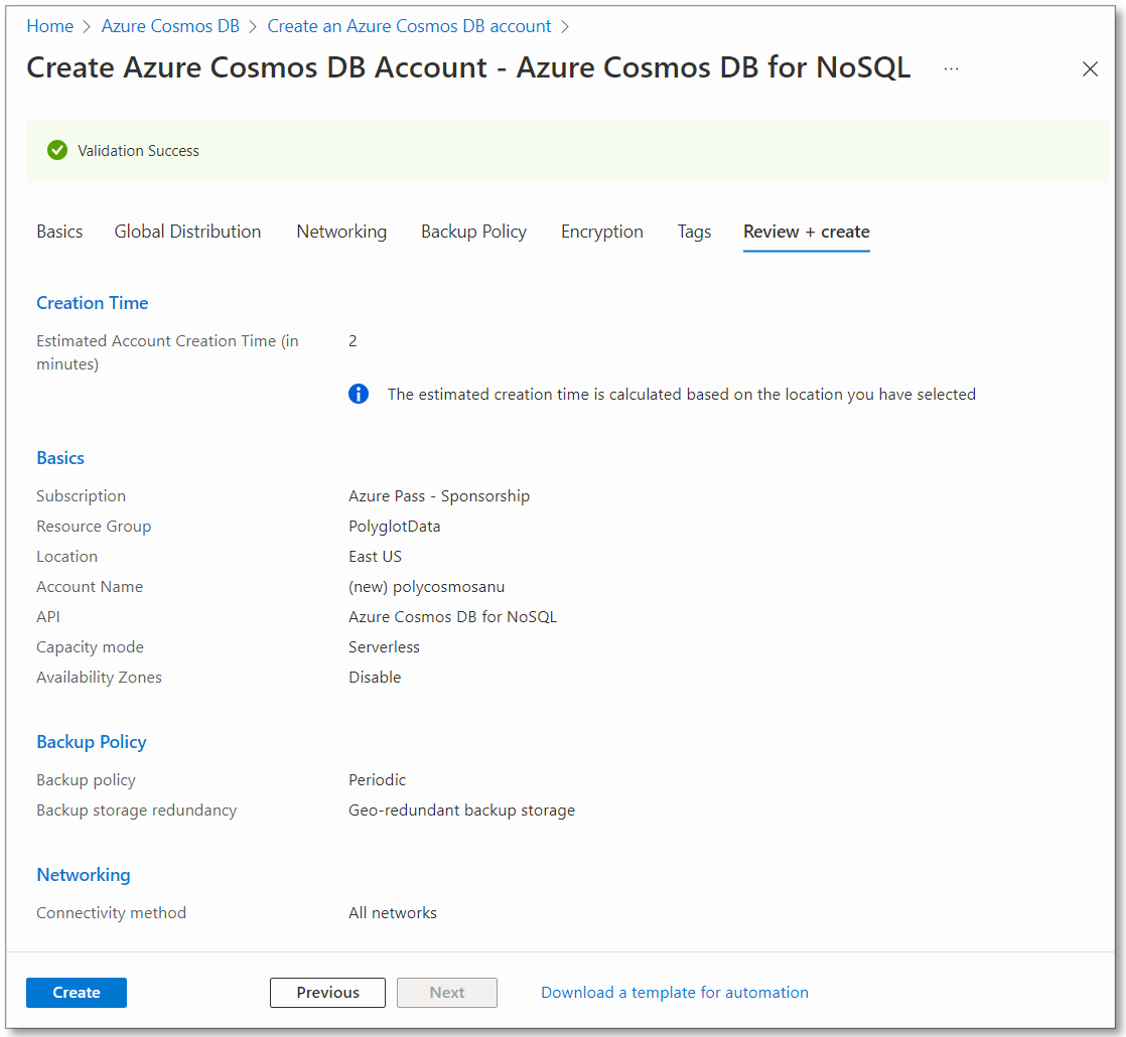 Home > Azure Cosmos DB > Create an Azure Cosmos DB account >
Create Azure Cosmos DB Account - Azure Cosmos DB for NoSQL ...
Validation Success
Basics Global Distribution Networking Backup Policy Encryption Tags Review + create
Creation Time
Estimated Account Creation Time (in 2
minutes)
The estimated creation time is calculated based on the location you have selected
Basics
Subscription Azure Pass - Sponsorship
Resource Group PolyglotData
Location East US
Account Name (new) polycosmosanu
API Azure Cosmos DB for NoSQL
Capacity mode Serverless
Availability Zones Disable
Backup Policy
Backup policy Periodic
Backup storage redundancy Geo-redundant backup storage
Networking
Connectivity method All networks
Create Previous Next Download a template for automation